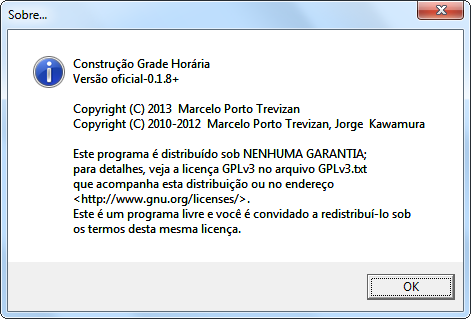 Sobre...
Construção Grade Horária
Versão oficial-0.1.8+
Copyright (C) 2013  Marcelo Porto Trevizan
Copyright (C) 2010-2012  Marcelo Porto Trevizan, Jorge  Kawamura
Este programa é distribuído sob NENHUMA GARANTIA;
para detalhes, veja a licença GPLv3 no arquivo GPLv3.txt
que acompanha esta distribuição ou no endereço
<http://www.gnu.org/licenses/>.
Este é um programa livre e você é convidado a redistribuí-lo sob
os termos desta mesma licença.
OK